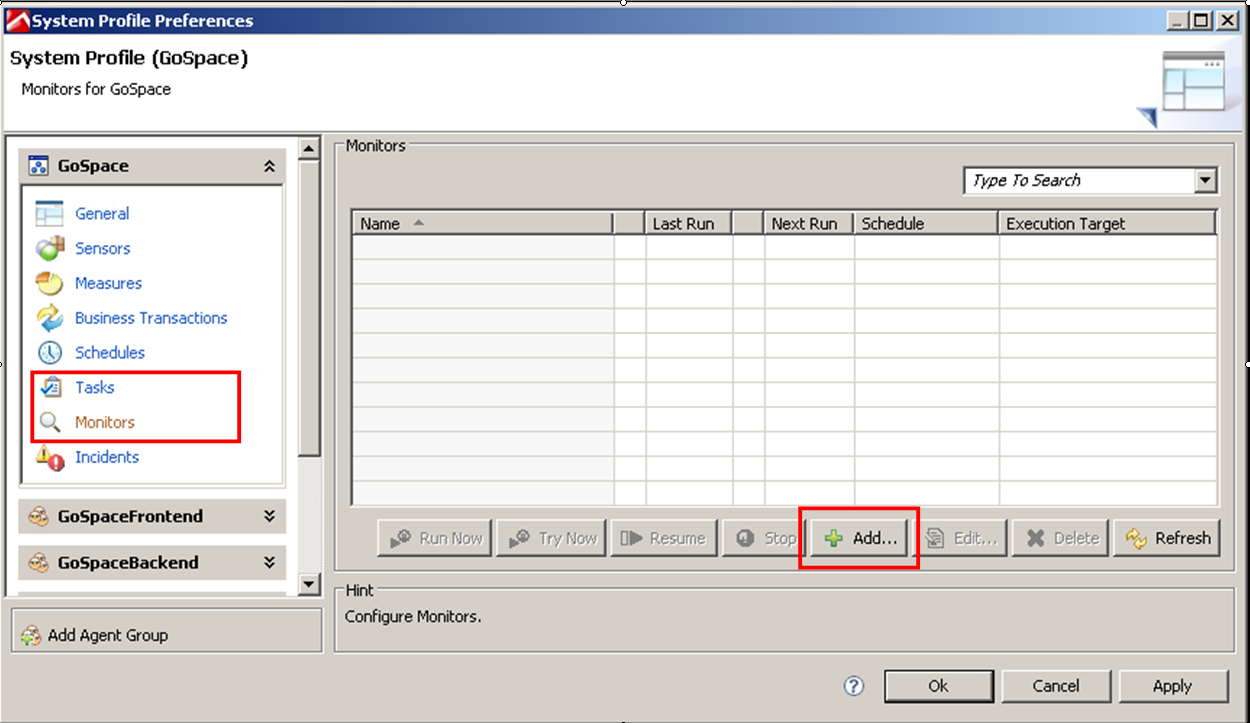 System Profile Preferences
System Profile (GoSpace)
Monitors for GoSpace
GoSpace
General
Sensors
Measures
Business Transactions
Schedules
Tasks
Monitors
Incidents
GoSpaceFrontend
GoSpaceBackend
Add Agent Group
Monitors
Type To Search
Name Last Run Next Run Schedule Execution Target
Run Now Try Now Resume Stop Add... Edit... Delete Refresh
Hint
Configure Monitors.
? Ok Cancel Apply